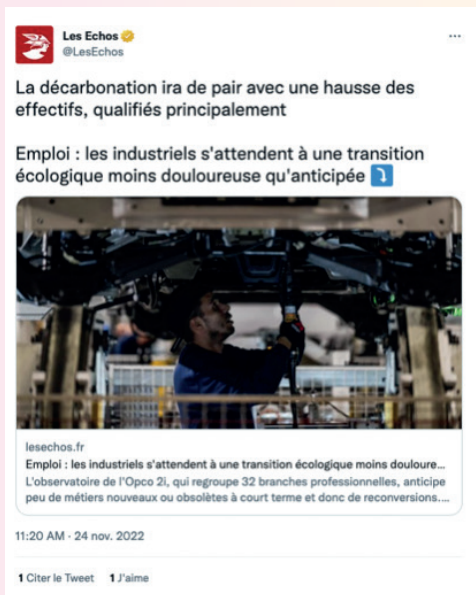 Les Echos
@LesEchos
La décarbonation ira de pair avec une hausse des
effectifs, qualifiés principalement
Emploi : les industriels s'attendent à une transition
écologique moins douloureuse qu'anticipée ⤵️
lesechos.fr
Emploi : les industriels s'attendent à une transition écologique moins douloure...
L'observatoire de l'Opco 2i, qui regroupe 32 branches professionnelles, anticipe
peu de métiers nouveaux ou obsolètes à court terme et donc de reconversions....
11:20 AM · 24 nov. 2022
1 Citer le Tweet 1 J'aime